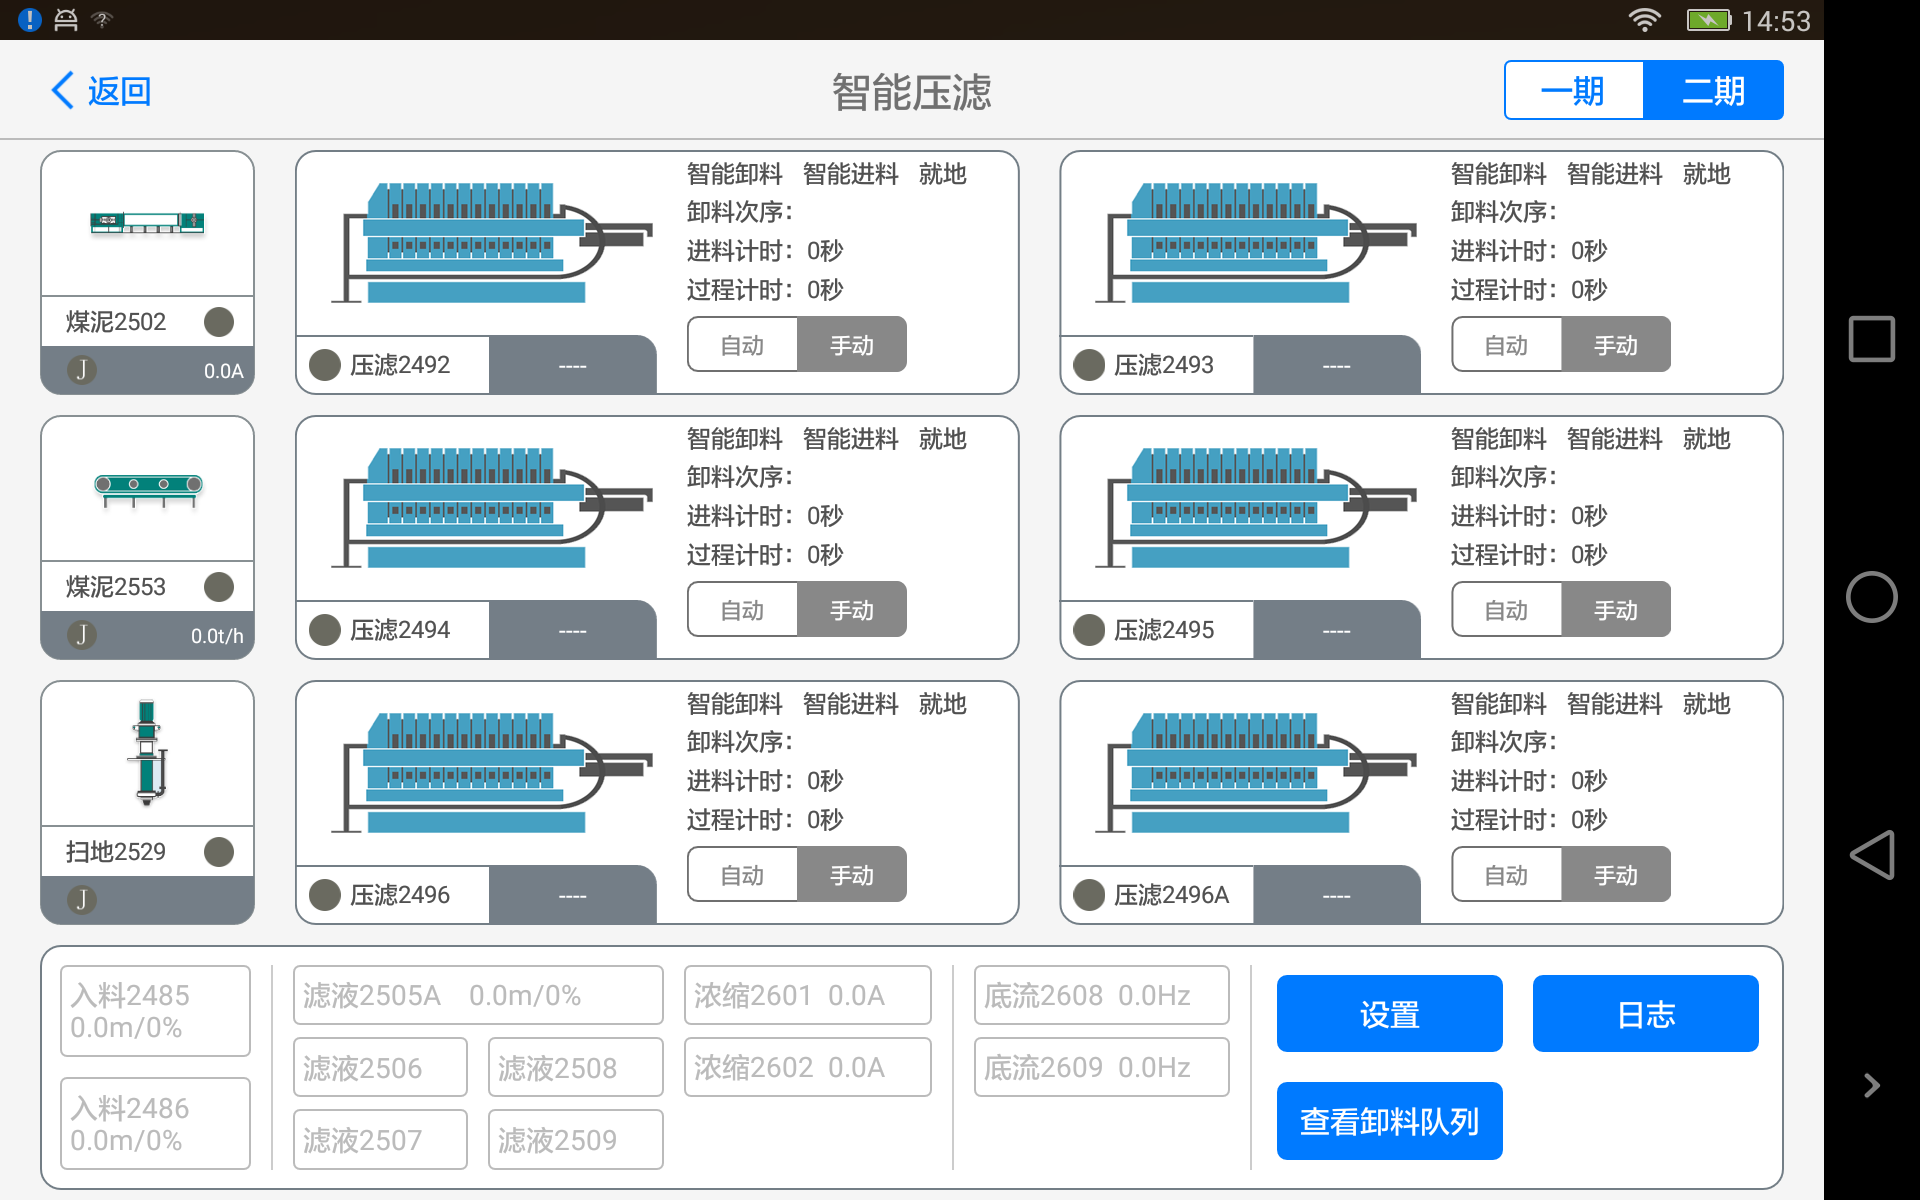 14:53
返回
智能压滤
一期 二期
煤泥2502
J 0.0A
智能卸料 智能进料 就地
卸料次序:
进料计时: 0秒
过程计时: 0秒
自动 手动
压滤2492 ----
智能卸料 智能进料 就地
卸料次序:
进料计时: 0秒
过程计时: 0秒
自动 手动
压滤2493 ----
煤泥2553
J 0.0t/h
智能卸料 智能进料 就地
卸料次序:
进料计时: 0秒
过程计时: 0秒
自动 手动
压滤2494 ----
智能卸料 智能进料 就地
卸料次序:
进料计时: 0秒
过程计时: 0秒
自动 手动
压滤2495 ----
扫地2529
J
智能卸料 智能进料 就地
卸料次序:
进料计时: 0秒
过程计时: 0秒
自动 手动
压滤2496 ----
智能卸料 智能进料 就地
卸料次序:
进料计时: 0秒
过程计时: 0秒
自动 手动
压滤2496A ----
入料2485
0.0m/0%
入料2486
0.0m/0%
滤液2505A 0.0m/0%
滤液2506 滤液2508
滤液2507 滤液2509
浓缩2601 0.0A
浓缩2602 0.0A
底流2608 0.0Hz
底流2609 0.0Hz
设置 日志
查看卸料队列